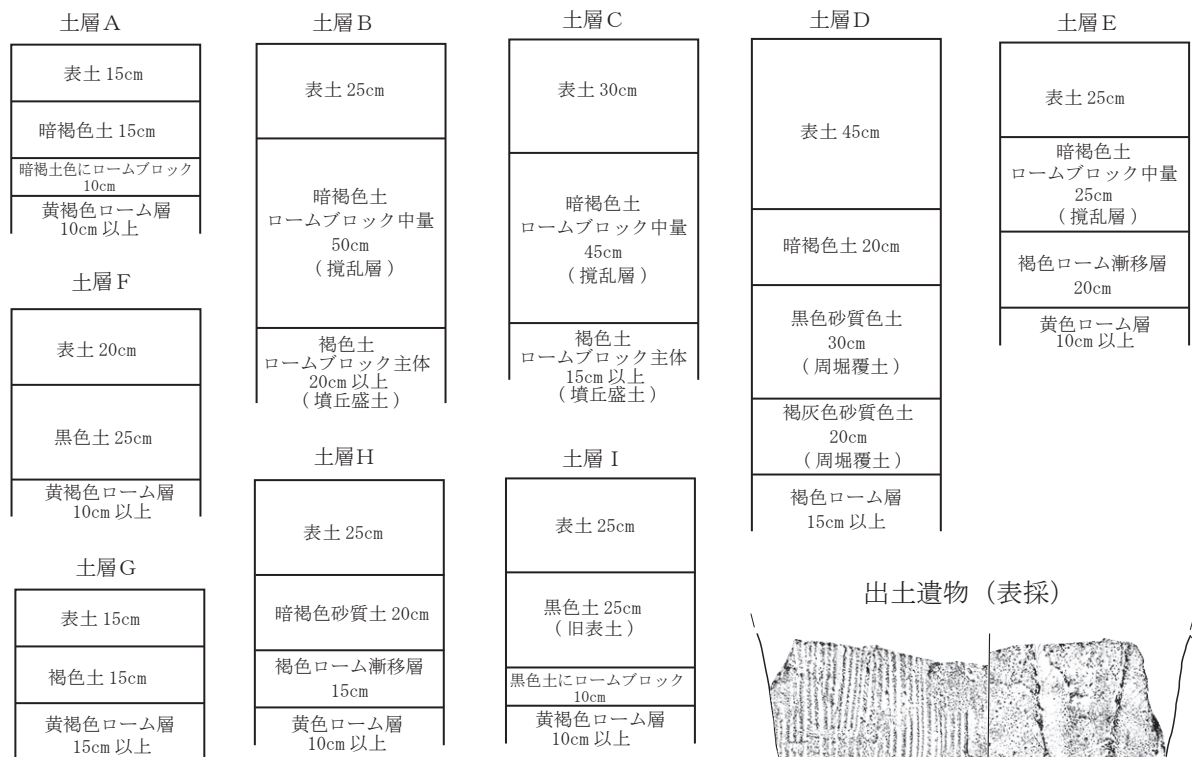 土層A
表土 15cm
暗褐色土 15cm
暗褐土色にロームブロック
10cm
黄褐色ローム層
10cm 以上
土層B
表土 25cm
暗褐色土
ロームブロック中量
50cm
( 撹乱層 )
褐色土
ロームブロック主体
20cm 以上
( 墳丘盛土 )
土層C
表土 30cm
暗褐色土
ロームブロック中量
45cm
( 撹乱層 )
褐色土
ロームブロック主体
15cm 以上
( 墳丘盛土 )
土層D
表土 45cm
暗褐色土 20cm
黒色砂質色土
30cm
( 周堀覆土 )
褐灰色砂質色土
20cm
( 周堀覆土 )
褐色ローム層
15cm 以上
土層E
表土 25cm
暗褐色土
ロームブロック中量
25cm
( 撹乱層 )
褐色ローム漸移層
20cm
黄色ローム層
10cm 以上
土層F
表土 20cm
黒色土 25cm
黄褐色ローム層
10cm 以上
土層G
表土 15cm
褐色土 15cm
黄褐色ローム層
15cm 以上
土層H
表土 25cm
暗褐色砂質土 20cm
褐色ローム漸移層
15cm
黄色ローム層
10cm 以上
土層I
表土 25cm
黒色土 25cm
( 旧表土 )
黒色土にロームブロック
10cm
黄褐色ローム層
10cm 以上
出土遺物（表採）